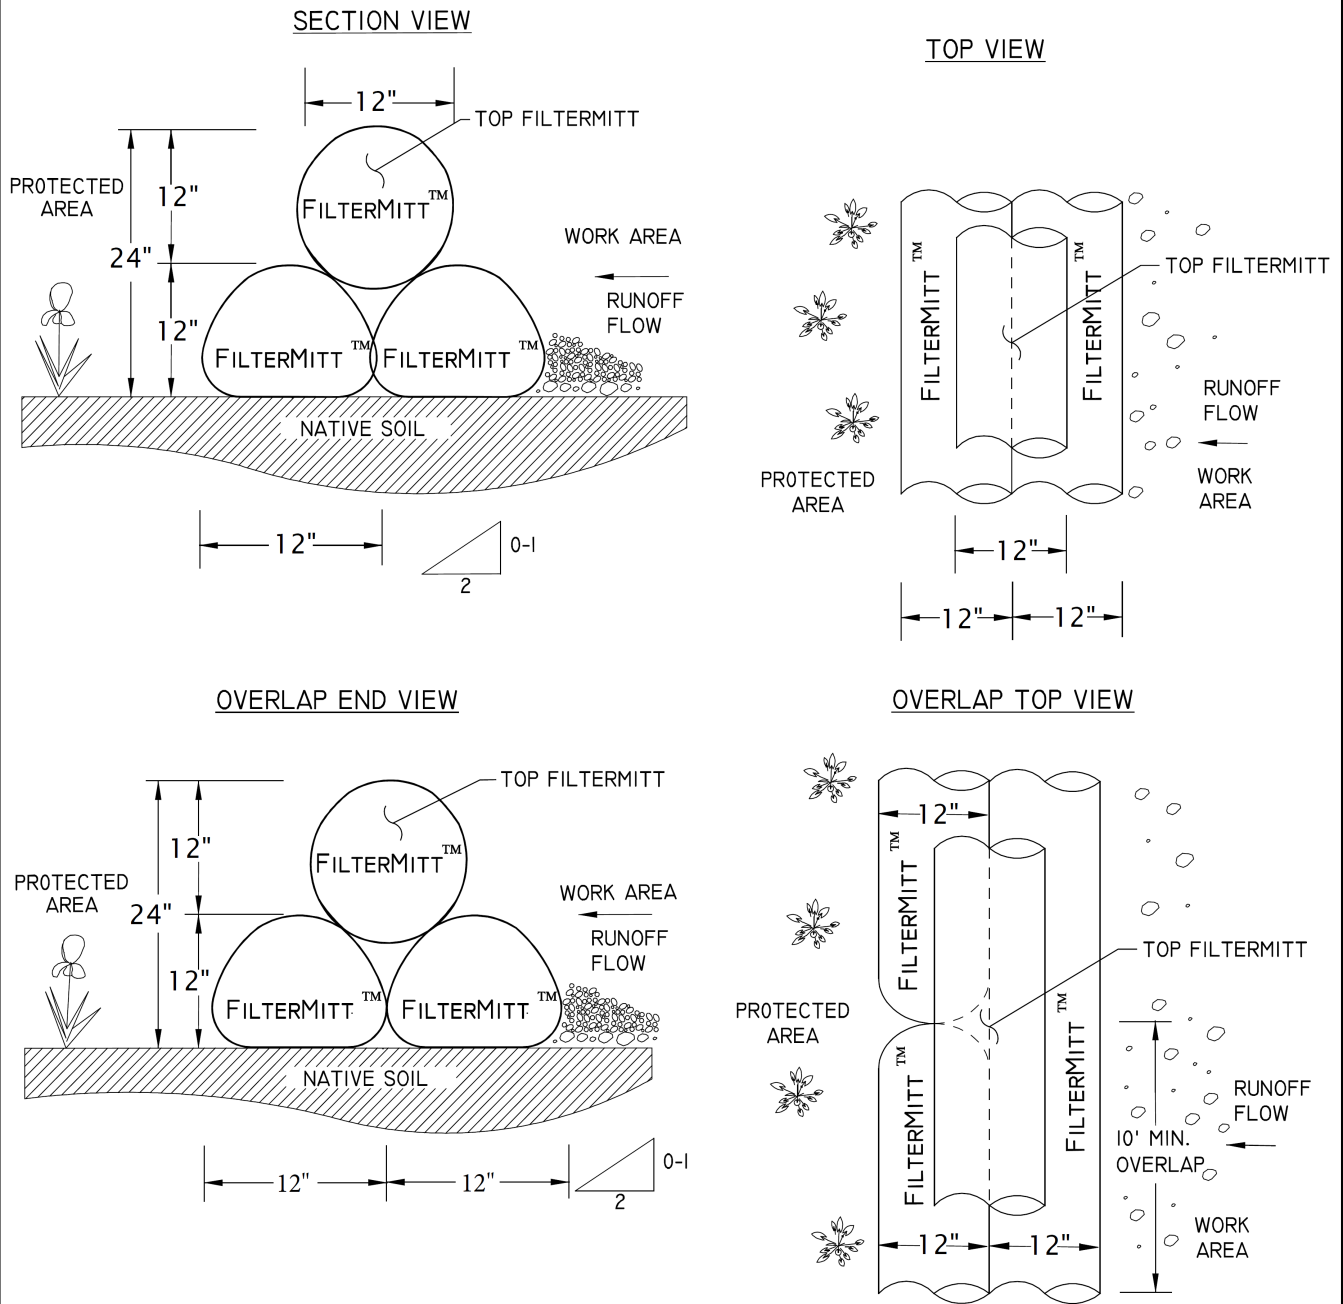 SECTION VIEW
12"
TOP FILTERMITT
PROTECTED
AREA
12"
FILTERMITT™
24"
WORK AREA
RUNOFF
FLOW
12"
FILTERMITT™
FILTERMITT™
NATIVE SOIL
12"
0-1
2
TOP VIEW
FILTERMITT™
FILTERMITT™
TOP FILTERMITT
RUNOFF
FLOW
PROTECTED
AREA
WORK
AREA
12"
12"
12"
OVERLAP END VIEW
TOP FILTERMITT
12"
FILTERMITT™
PROTECTED
AREA
24"
WORK AREA
RUNOFF
FLOW
12"
FILTERMITT™
FILTERMITT™
NATIVE SOIL
12"
12"
0-1
2
OVERLAP TOP VIEW
12"
FILTERMITT™
TOP FILTERMITT
PROTECTED
AREA
FILTERMITT™
FILTERMITT™
RUNOFF
FLOW
10' MIN.
OVERLAP
WORK
AREA
12"
12"